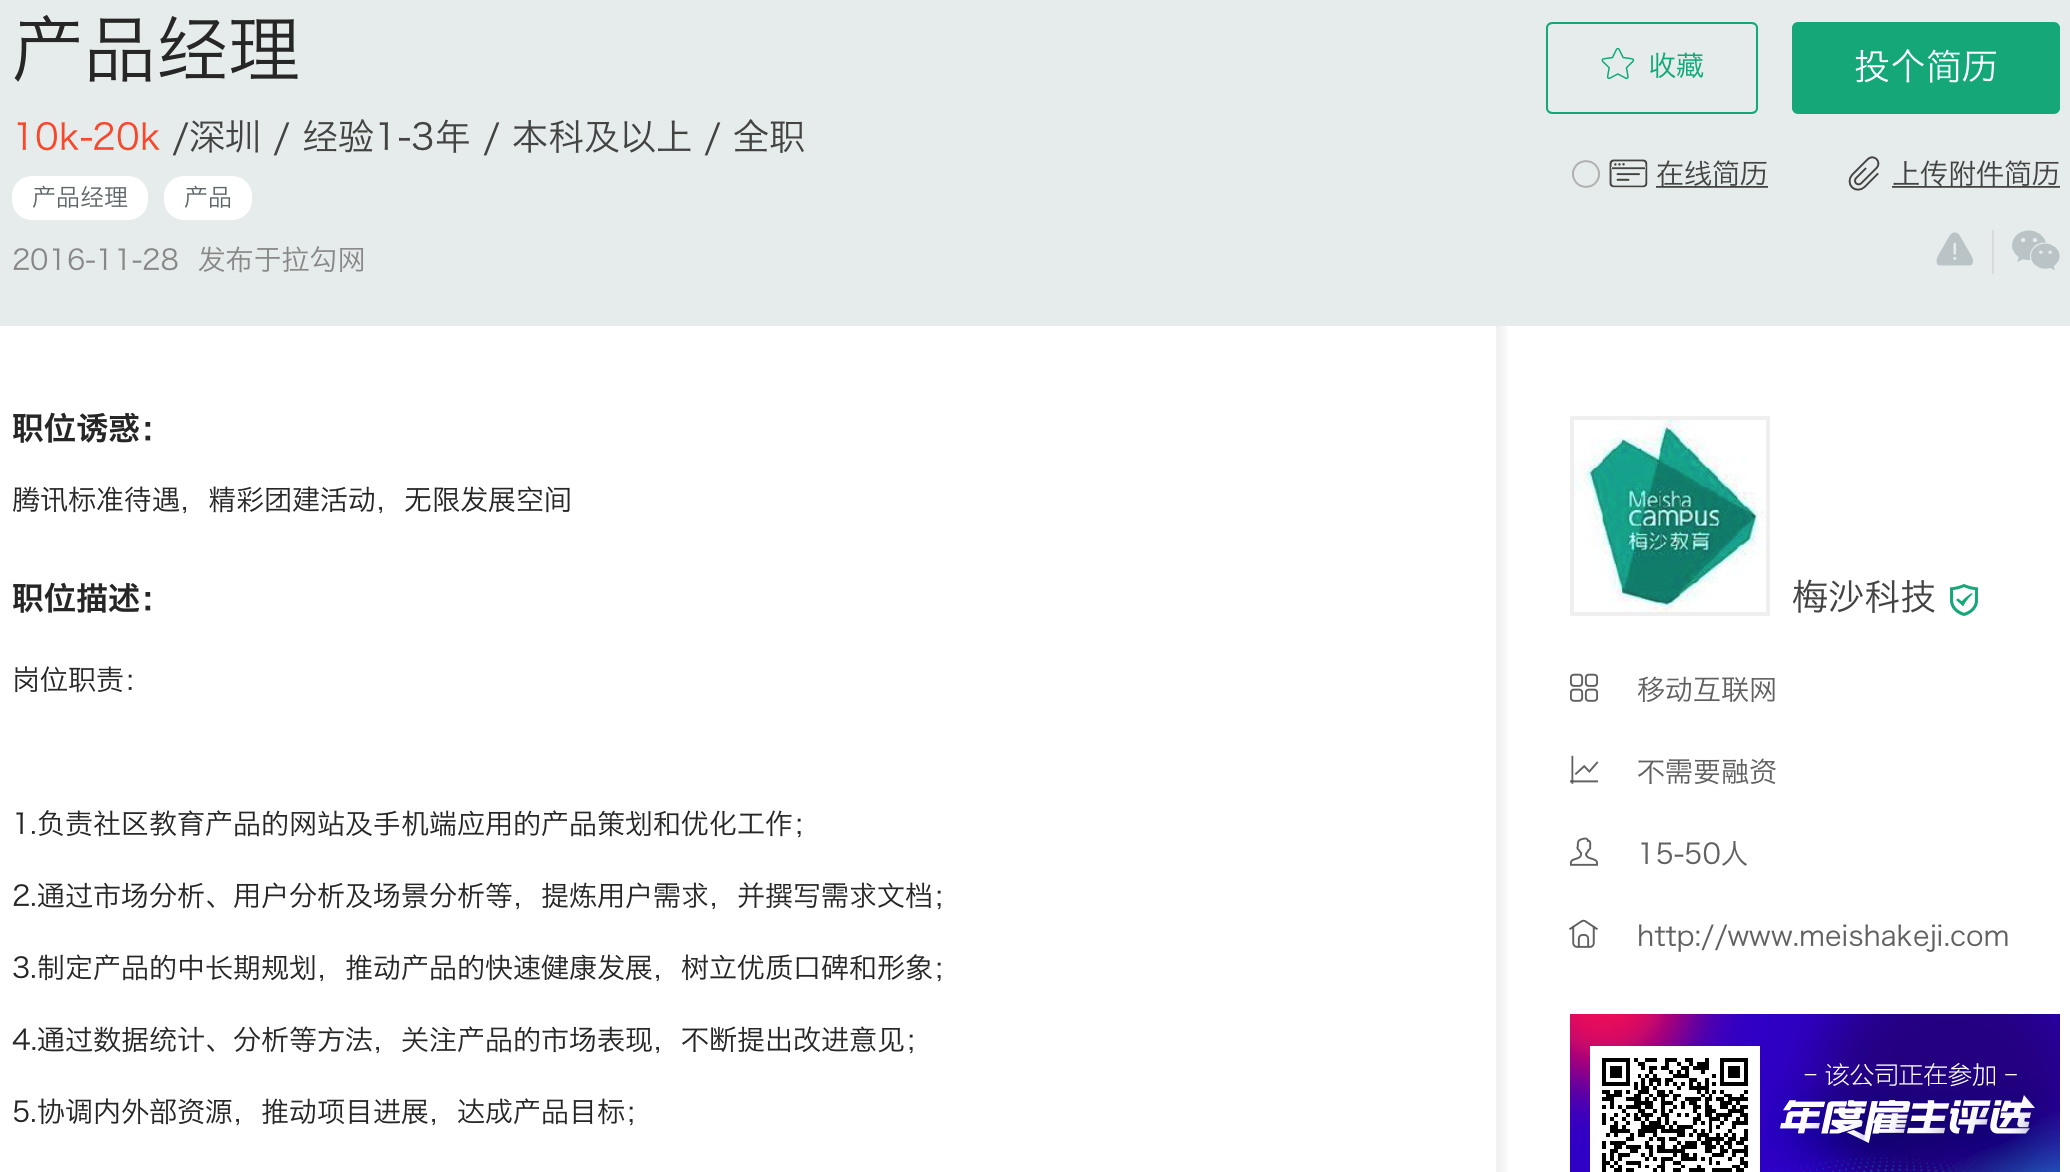 产品经理
收藏
投个简历
10k-20k /深圳 / 经验1-3年 / 本科及以上 / 全职
在线简历
上传附件简历
产品经理
产品
2016-11-28 发布于拉勾网
职位诱惑：
腾讯标准待遇，精彩团建活动，无限发展空间
职位描述：
岗位职责：
1.负责社区教育产品的网站及手机端应用的产品策划和优化工作；
2.通过市场分析、用户分析及场景分析等，提炼用户需求，并撰写需求文档；
3.制定产品的中长期规划，推动产品的快速健康发展，树立优质口碑和形象；
4.通过数据统计、分析等方法，关注产品的市场表现，不断提出改进意见；
5.协调内外部资源，推动项目进展，达成产品目标；
Meisha
campus
梅沙教育
梅沙科技
移动互联网
不需要融资
15-50人
http://www.meishakeji.com
- 该公司正在参加 -
年度雇主评选